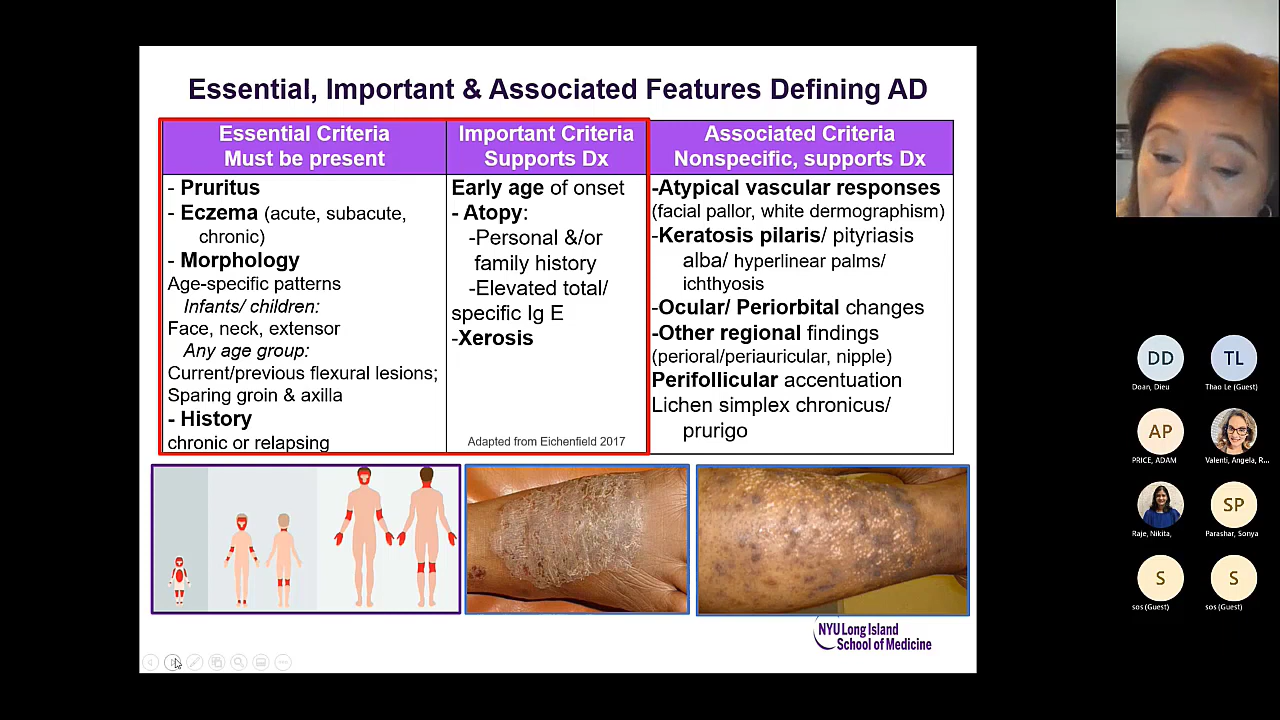 Essential, Important & Associated Features Defining AD
Essential Criteria
Must be present
- Pruritus
- Eczema (acute, subacute,
chronic)
- Morphology
Age-specific patterns
Infants/ children:
Face, neck, extensor
Any age group:
Current/previous flexural lesions;
Sparing groin & axilla
- History
chronic or relapsing
Important Criteria
Supports Dx
Early age of onset
- Atopy:
-Personal &/or
family history
-Elevated total/
specific Ig E
-Xerosis
Adapted from Eichenfield 2017
Associated Criteria
Nonspecific, supports Dx
-Atypical vascular responses
(facial pallor, white dermographism)
-Keratosis pilaris/ pityriasis
alba/ hyperlinear palms/
ichthyosis
-Ocular/ Periorbital changes
-Other regional findings
(perioral/periauricular, nipple)
Perifollicular accentuation
Lichen simplex chronicus/
prurigo
NYU Long Island
School of Medicine
DD
Doan, Dieu
TL
Thao Le (Guest)
AP
PRICE, ADAM
Valenti, Angela, R...
Raje, Nikita,
SP
Parashar, Sonya
S
sos (Guest)
S
sos (Guest)